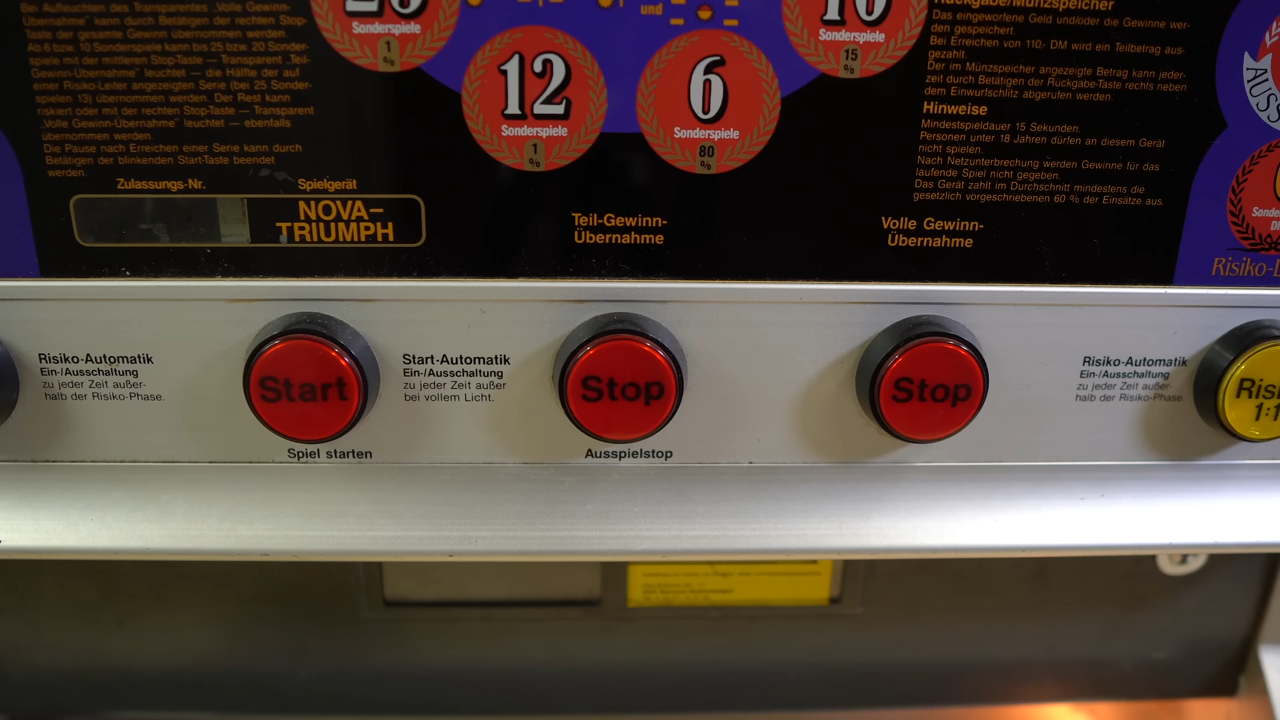 Bei Aufleuchten des Transparentes „Volle Gewinn-
Übernahme" kann durch Betätigen der rechten Stop-
Taste der gesamte Gewinn übernommen werden.
Ab 6 bzw. 10 Sonderspiele kann bis 25 bzw. 20 Sonder-
spiele mit der mittleren Stop-Taste — Transparent „Teil-
Gewinn-Übernahme" leuchtet — die Hälfte der auf
einer Risiko-Leiter angezeigten Serie (bei 25 Sonder-
spielen 13) übernommen werden. Der Rest kann
riskiert oder mit der rechten Stop-Taste — Transparent
„Volle Gewinn-Übernahme" leuchtet — ebenfalls
übernommen werden.
Die Pause nach Erreichen einer Serie kann durch
Betätigen der blinkenden Start-Taste beendet
werden.
Zulassungs-Nr. Spielgerät
NOVA-
TRIUMPH
Sonderspiele
1
%
12
Sonderspiele
1
%
und
6
Sonderspiele
80
%
Sonderspiele
15
%
Rückgabe/Münzspeicher
Das eingeworfene Geld und/oder die Gewinne wer-
den gespeichert.
Bei Erreichen von 110,- DM wird ein Teilbetrag aus-
gezahlt.
Der im Münzspeicher angezeigte Betrag kann jeder-
zeit durch Betätigen der Rückgabe-Taste rechts neben
dem Einwurfschlitz abgerufen werden.
Hinweise
Mindestspieldauer 15 Sekunden.
Personen unter 18 Jahren dürfen an diesem Gerät
nicht spielen.
Nach Netzunterbrechung werden Gewinne für das
laufende Spiel nicht gegeben.
Das Gerät zahlt im Durchschnitt mindestens die
gesetzlich vorgeschriebenen 60 % der Einsätze aus.
Teil-Gewinn-
Übernahme
Volle Gewinn-
Übernahme
AUSS
Sonde
Risiko-L
Risiko-Automatik
Ein-/Ausschaltung
zu jeder Zeit außer-
halb der Risiko-Phase.
Start
Spiel starten
Start-Automatik
Ein-/Ausschaltung
zu jeder Zeit außer
bei vollem Licht.
Stop
Ausspielstop
Stop
Risiko-Automatik
Ein-/Ausschaltung
zu jeder Zeit außer-
halb der Risiko-Phase.
Risi
1:1